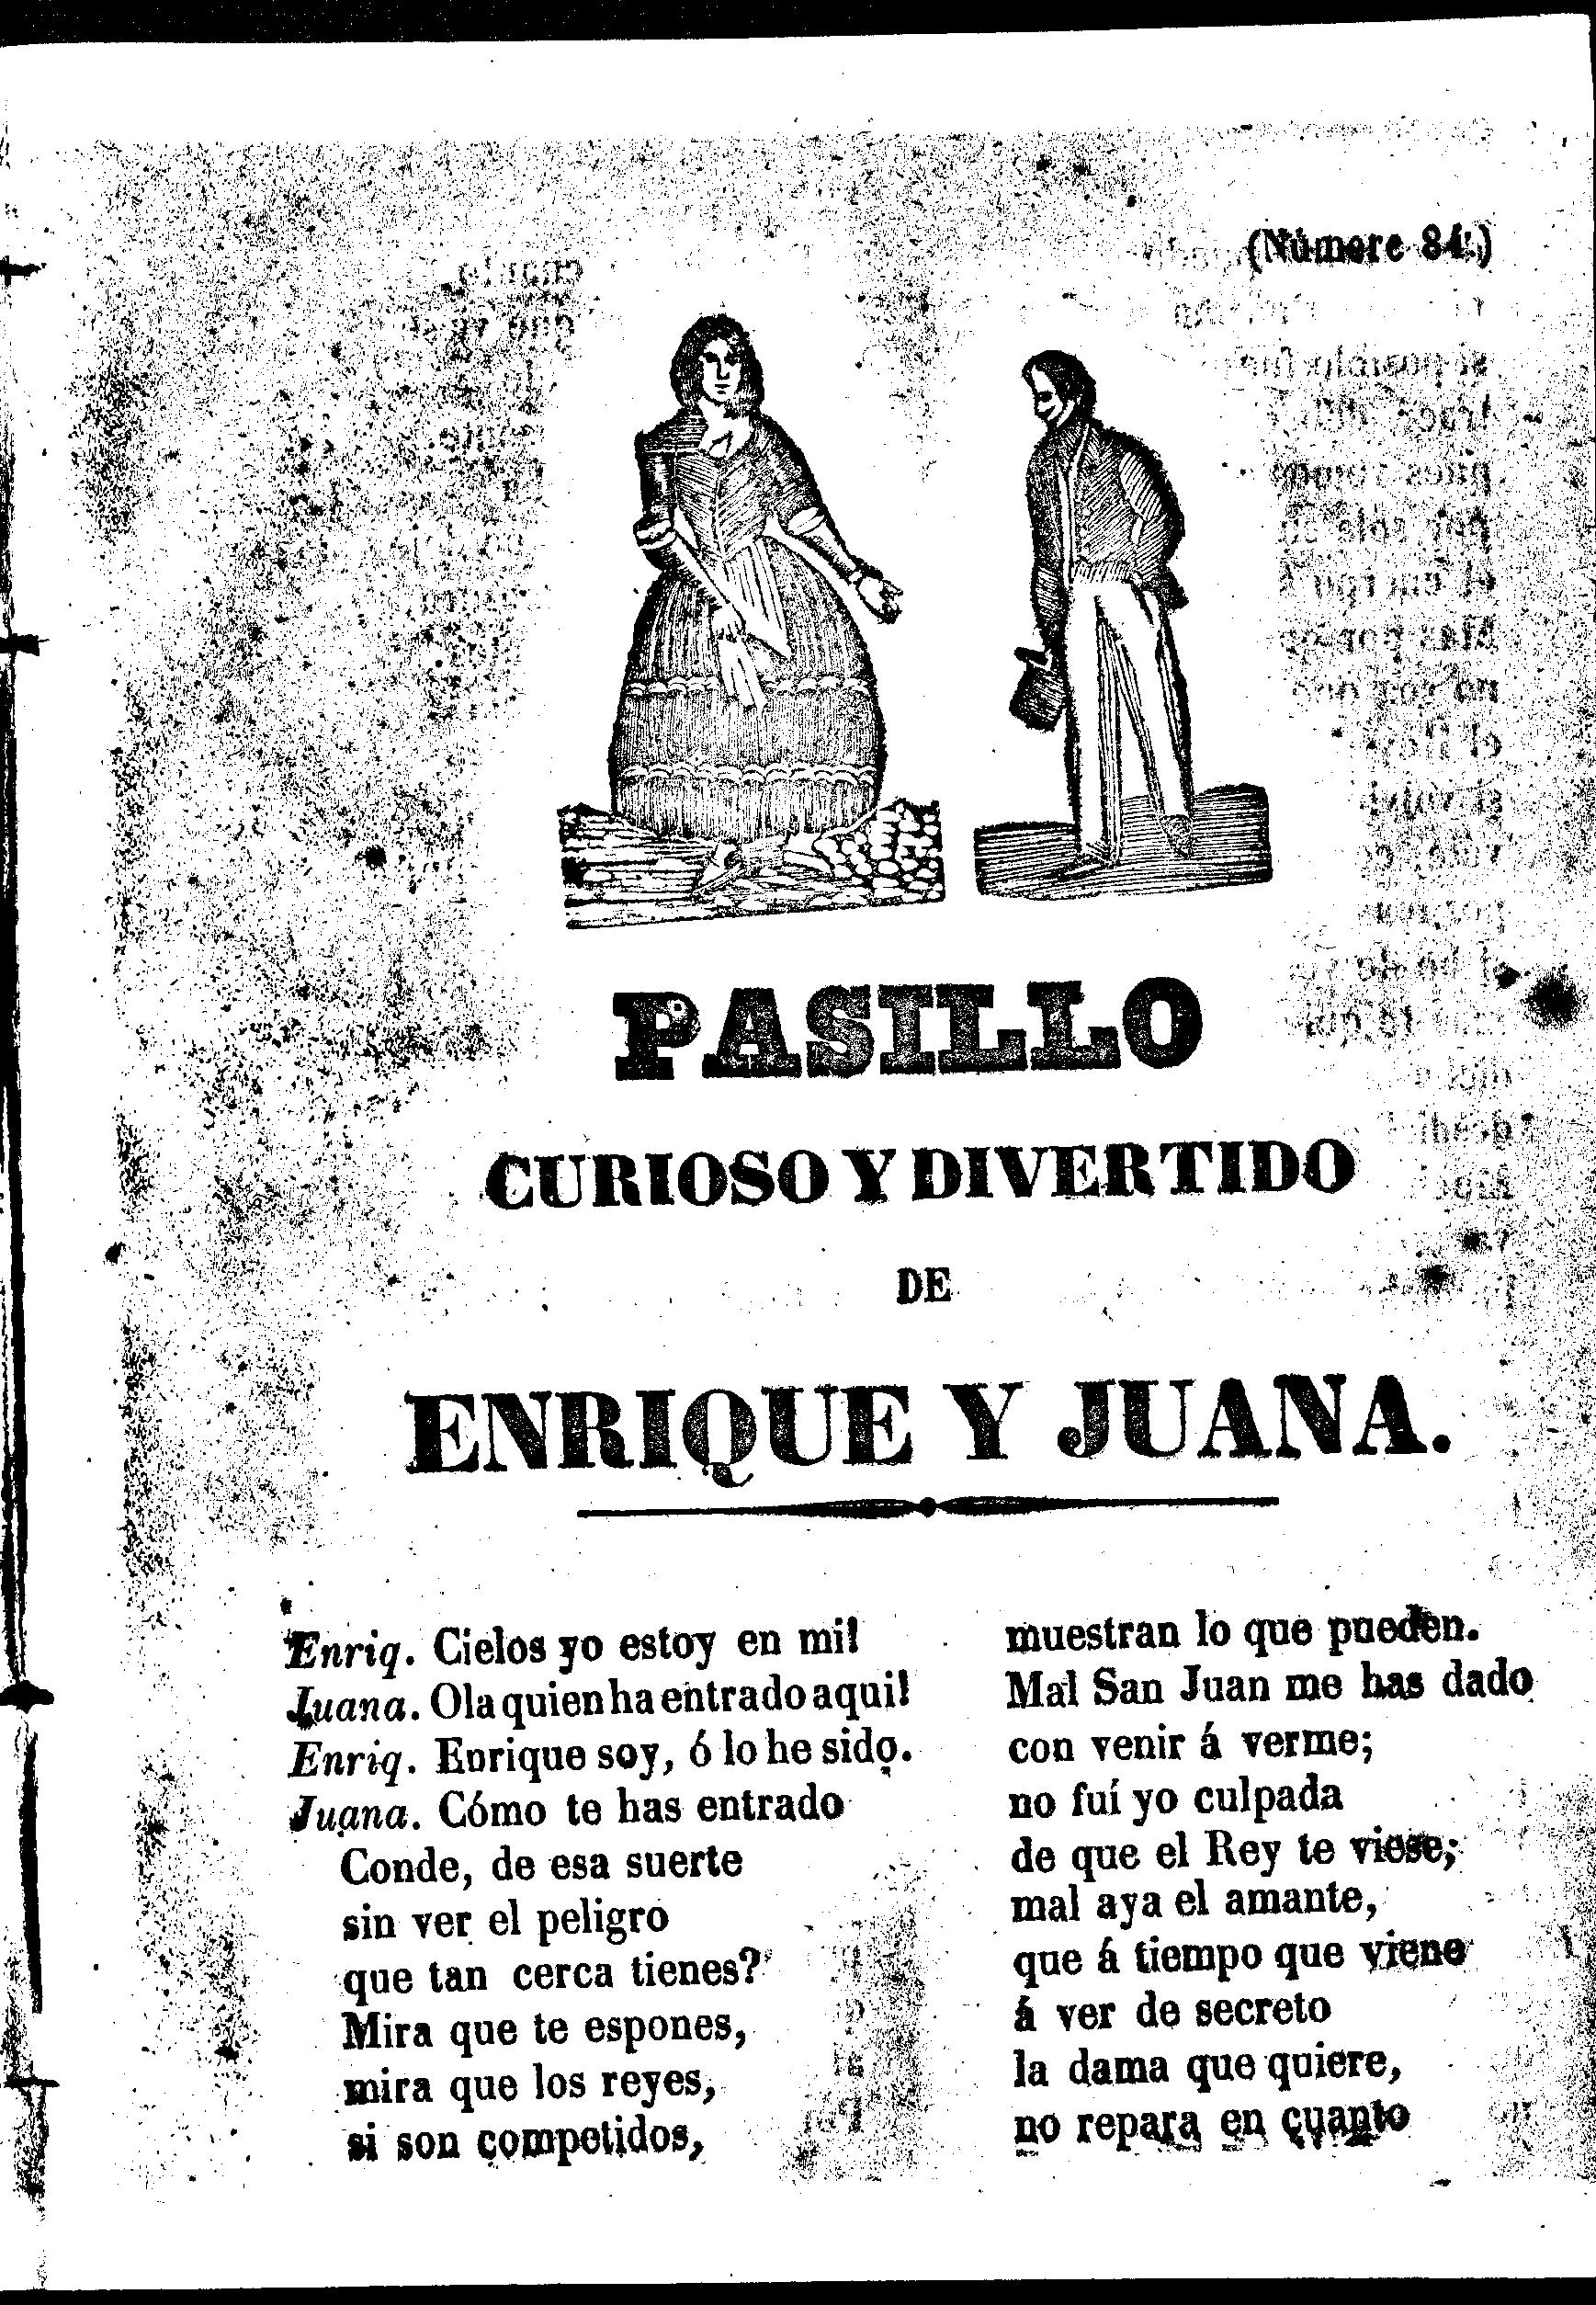 (Número 84.)
PASILLO
CURIOSO Y DIVERTIDO
DE
ENRIQUE Y JUANA.
Enriq. Cielos yo estoy en mi!
Juana. Ola quien ha entrado aqui!
Enriq. Enrique soy, ó lo he sido.
Juana. Cómo te has entrado
Conde, de esa suerte
sin ver el peligro
que tan cerca tienes?
Mira que te espones,
mira que los reyes,
si son competidos,
muestran lo que pueden.
Mal San Juan me has dado
con venir á verme;
no fuí yo culpada
de que el Rey te viese;
mal aya el amante,
que á tiempo que viene
á ver de secreto
la dama que quiere,
no repara en cuanto